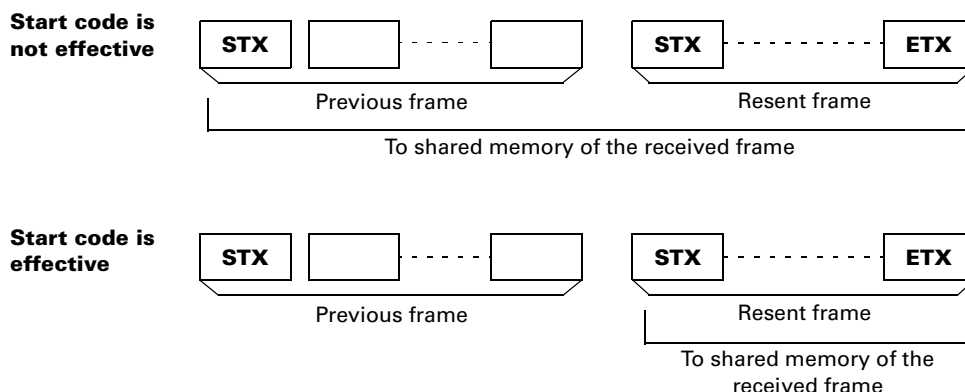 Start code is
not effective
STX
STX
ETX
Previous frame
Resent frame
To shared memory of the received frame
Start code is
effective
STX
STX
ETX
Previous frame
Resent frame
To shared memory of the
received frame